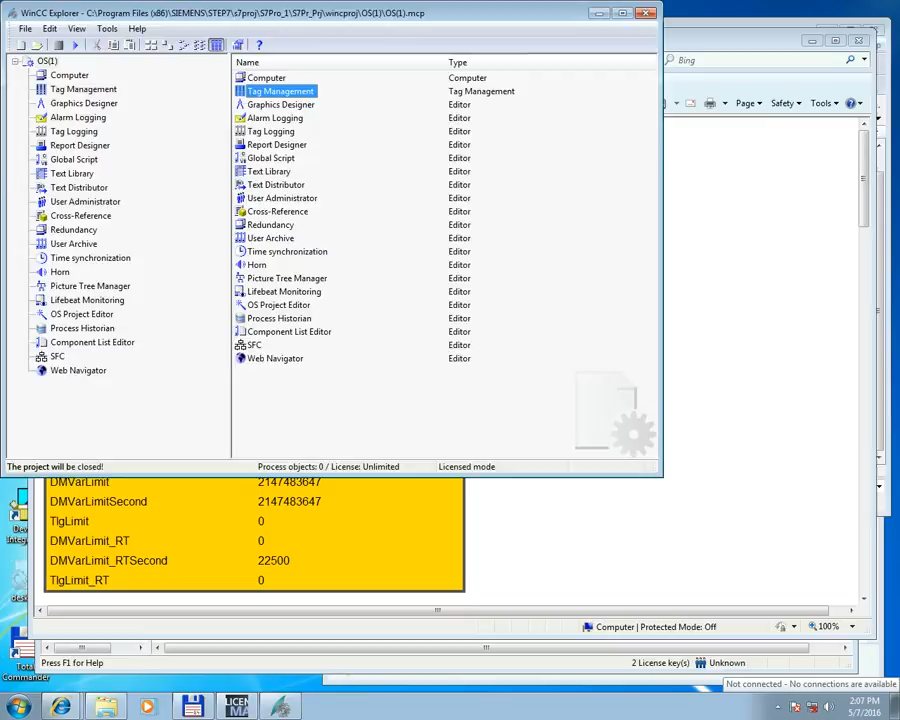 WinCC Explorer - C:\Program Files (x86)\SIEMENS\STEP7\s7proj\S7Pro_1\S7Pr_Prj\wincproj\OS(1)\OS(1).mcp
File Edit View Tools Help
OS(1)
Computer
Tag Management
Graphics Designer
Alarm Logging
Tag Logging
Report Designer
Global Script
Text Library
Text Distributor
User Administrator
Cross-Reference
Redundancy
User Archive
Time synchronization
Horn
Picture Tree Manager
Lifebeat Monitoring
OS Project Editor
Process Historian
Component List Editor
SFC
Web Navigator
Name Type
Computer Computer
Tag Management Tag Management
Graphics Designer Editor
Alarm Logging Editor
Tag Logging Editor
Report Designer Editor
Global Script Editor
Text Library Editor
Text Distributor Editor
User Administrator Editor
Cross-Reference Editor
Redundancy Editor
User Archive Editor
Time synchronization Editor
Horn Editor
Picture Tree Manager Editor
Lifebeat Monitoring Editor
OS Project Editor Editor
Process Historian Editor
Component List Editor Editor
SFC Editor
Web Navigator Editor
The project will be closed! Process objects: 0 / License: Unlimited Licensed mode
Bing
Page Safety Tools
DMVarLimit 2147483647
DMVarLimitSecond 2147483647
TlgLimit 0
DMVarLimit_RT 0
DMVarLimit_RTSecond 22500
TlgLimit_RT 0
Computer | Protected Mode: Off 100%
Press F1 for Help 2 License key(s) Unknown
Total
Commander
Not connected - No connections are available
LICEN
MA
2:07 PM
5/7/2016